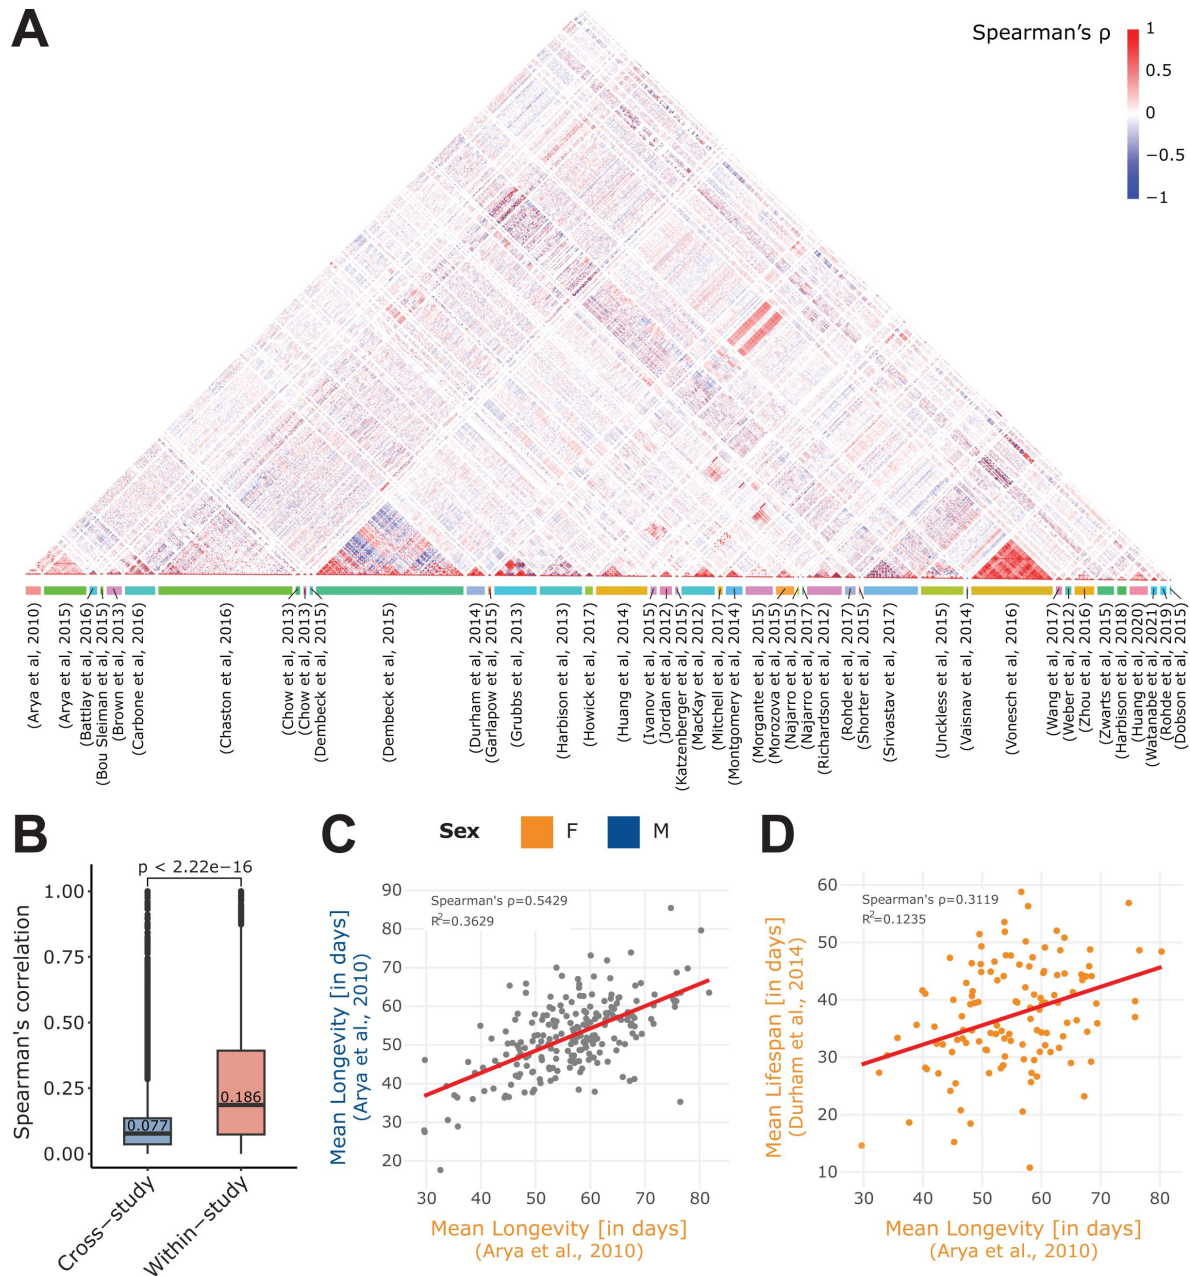 A
Spearman's ρ
1
0.5
0
−0.5
−1
(Arya et al, 2010)
(Arya et al, 2015)
(Battlay et al, 2016)
(Bou Sleiman et al, 2015)
(Brown et al, 2013)
(Carbone et al, 2016)
(Chaston et al, 2016)
(Chow et al, 2013)
(Chow et al, 2013)
(Dembeck et al, 2015)
(Dembeck et al, 2015)
(Durham et al, 2014)
(Garlapow et al, 2015)
(Grubbs et al, 2013)
(Harbison et al, 2013)
(Howick et al, 2017)
(Huang et al, 2014)
(Ivanov et al, 2015)
(Jordan et al, 2012)
(Katzenberger et al, 2015)
(MacKay et al, 2012)
(Mitchell et al, 2017)
(Montgomery et al, 2014)
(Morgante et al, 2015)
(Morozova et al, 2015)
(Najarro et al, 2015)
(Najarro et al, 2017)
(Richardson et al, 2012)
(Rohde et al, 2017)
(Shorter et al, 2015)
(Srivastav et al, 2017)
(Unckless et al, 2015)
(Vaisnav et al, 2014)
(Vonesch et al, 2016)
(Wang et al, 2017)
(Weber et al, 2012)
(Zhou et al, 2016)
(Zwarts et al, 2015)
(Harbison et al, 2018)
(Huang et al, 2020)
(Watanabe et al, 2021)
(Rohde et al, 2019)
(Dobson et al, 2015)
B
p < 2.22e−16
Spearman's correlation
1.00
0.75
0.50
0.25
0.00
0.077
0.186
Cross−study
Within−study
Sex
F
M
C
Spearman's ρ=0.5429
R2=0.3629
Mean Longevity [in days]
(Arya et al., 2010)
90
80
70
60
50
40
30
20
30 40 50 60 70 80
Mean Longevity [in days]
(Arya et al., 2010)
D
Spearman's ρ=0.3119
R2=0.1235
Mean Lifespan [in days]
(Durham et al., 2014)
60
50
40
30
20
10
30 40 50 60 70 80
Mean Longevity [in days]
(Arya et al., 2010)